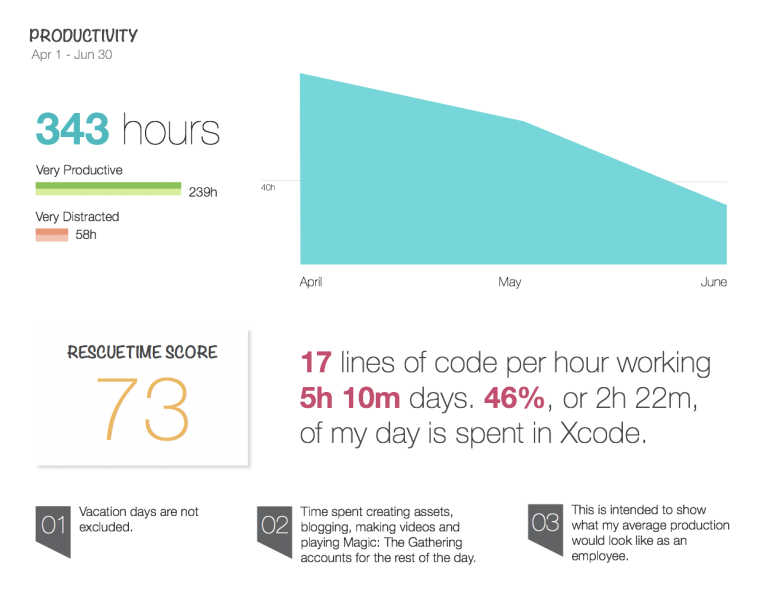 PRODUCTIVITY
Apr 1 - Jun 30
343 hours
Very Productive
239h
Very Distracted
58h
40h
April
May
June
RESCUETIME SCORE
73
17 lines of code per hour working
5h 10m days. 46%, or 2h 22m,
of my day is spent in Xcode.
01
Vacation days are not
excluded.
02
Time spent creating assets,
blogging, making videos and
playing Magic: The Gathering
accounts for the rest of the day.
03
This is intended to show
what my average production
would look like as an
employee.